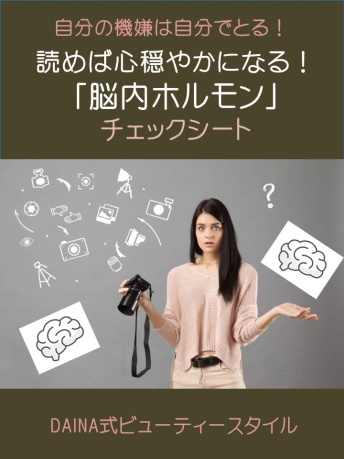 自分の機嫌は自分でとる！
読めば心穏やかになる！
「脳内ホルモン」
チェックシート
?
DAINA式ビューティースタイル